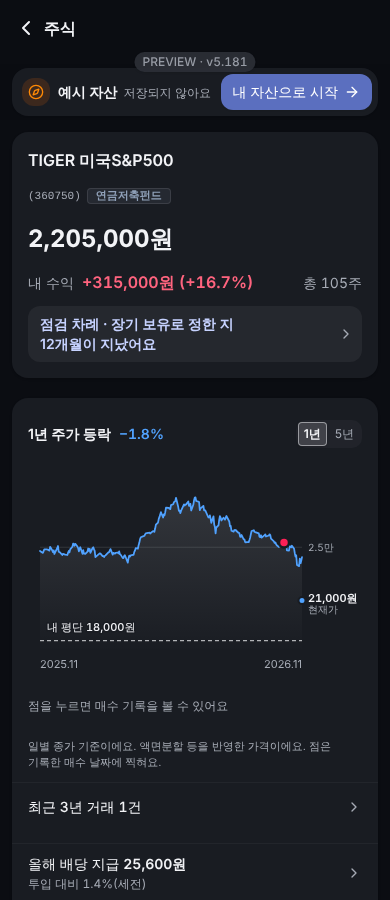 주식
PREVIEW · v5.181
예시 자산 저장되지 않아요 내 자산으로 시작
TIGER 미국S&P500
(360750) 연금저축펀드
2,205,000원
내 수익 +315,000원 (+16.7%) 총 105주
점검 차례 · 장기 보유로 정한 지
12개월이 지났어요
1년 주가 등락 −1.8% 1년 5년
2.5만
21,000원
현재가
내 평단 18,000원
2025.11 2026.11
점을 누르면 매수 기록을 볼 수 있어요
일별 종가 기준이에요. 액면분할 등을 반영한 가격이에요. 점은
기록한 매수 날짜에 찍혀요.
최근 3년 거래 1건
올해 배당 지급 25,600원
투입 대비 1.4%(세전)